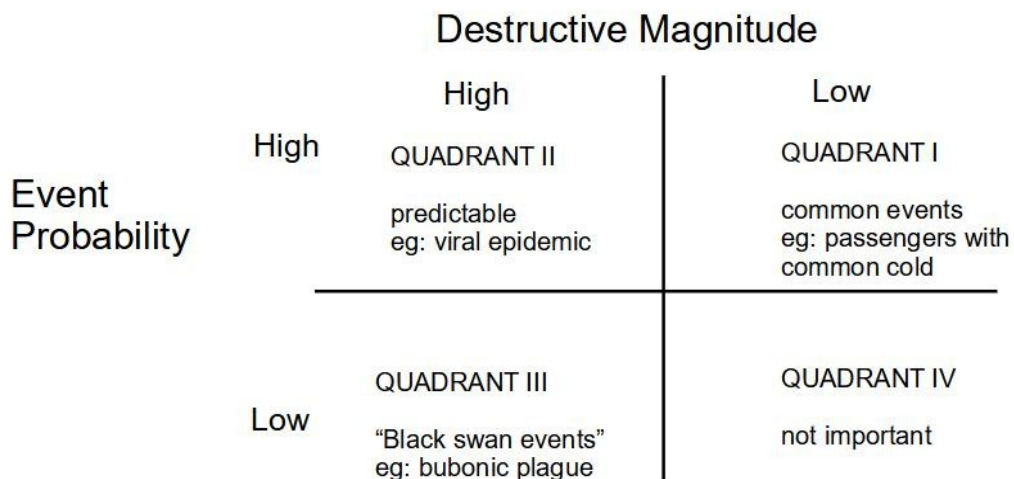 Destructive Magnitude
High
Low
High
QUADRANT II
QUADRANT I
Event
Probability
predictable
eg: viral epidemic
common events
eg: passengers with
common cold
QUADRANT III
QUADRANT IV
Low
“Black swan events”
eg: bubonic plague
not important